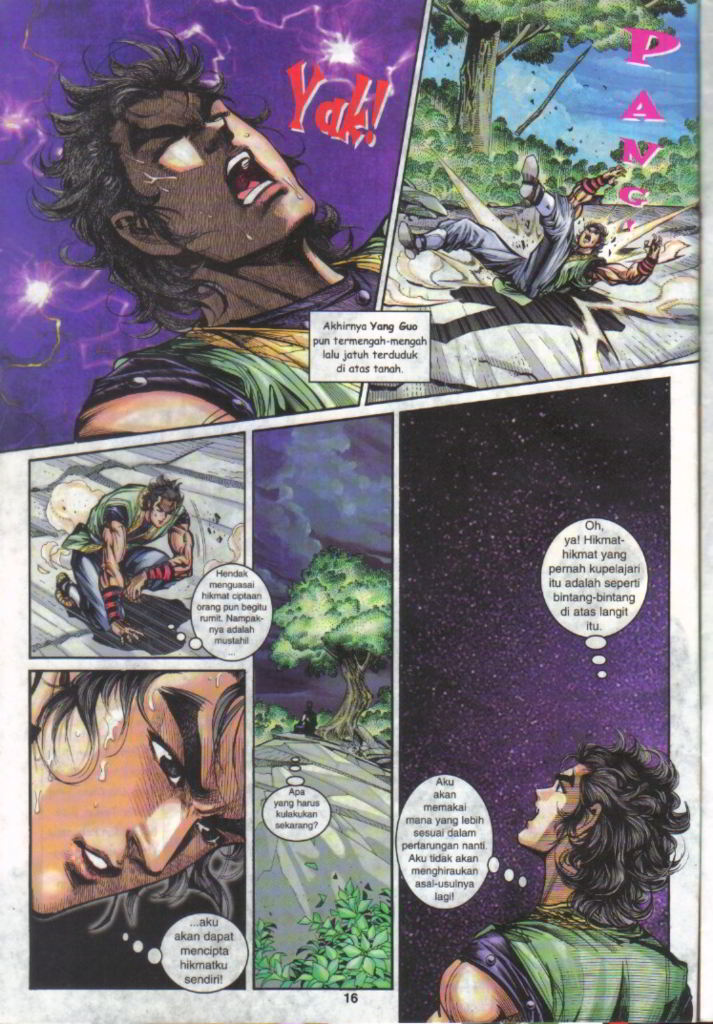 Yak!
PANG!
Akhirnya Yang Guo
pun termengah-mengah
lalu jatuh terduduk
di atas tanah.
Hendak
menguasai
hikmat ciptaan
orang pun begitu
rumit. Nampak-
nya adalah
mustahil
...
...aku
akan dapat
mencipta
hikmatku
sendiri!
Apa
yang harus
kulakukan
sekarang?
Oh,
ya! Hikmat-
hikmat yang
pernah kupelajari
itu adalah seperti
bintang-bintang
di atas langit
itu.
Aku
akan
memakai
mana yang lebih
sesuai dalam
pertarungan nanti.
Aku tidak akan
menghiraukan
asal-usulnya
lagi!
16